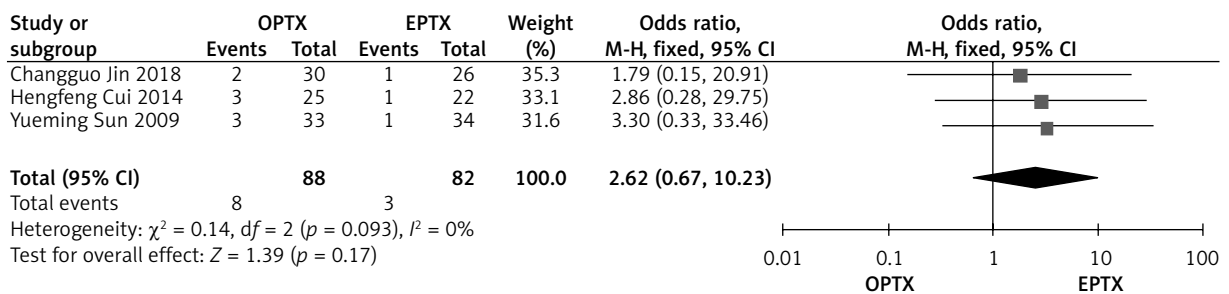 Study or OPTX EPTX Weight Odds ratio, Odds ratio,
subgroup Events Total Events Total (%) M-H, fixed, 95% CI M-H, fixed, 95% CI
Changguo Jin 2018 2 30 1 26 35.3 1.79 (0.15, 20.91)
Hengfeng Cui 2014 3 25 1 22 33.1 2.86 (0.28, 29.75)
Yueming Sun 2009 3 33 1 34 31.6 3.30 (0.33, 33.46)
Total (95% CI) 88 82 100.0 2.62 (0.67, 10.23)
Total events 8 3
Heterogeneity: χ² = 0.14, df = 2 (p = 0.093), I² = 0%
Test for overall effect: Z = 1.39 (p = 0.17)
0.01 0.1 1 10 100
OPTX EPTX